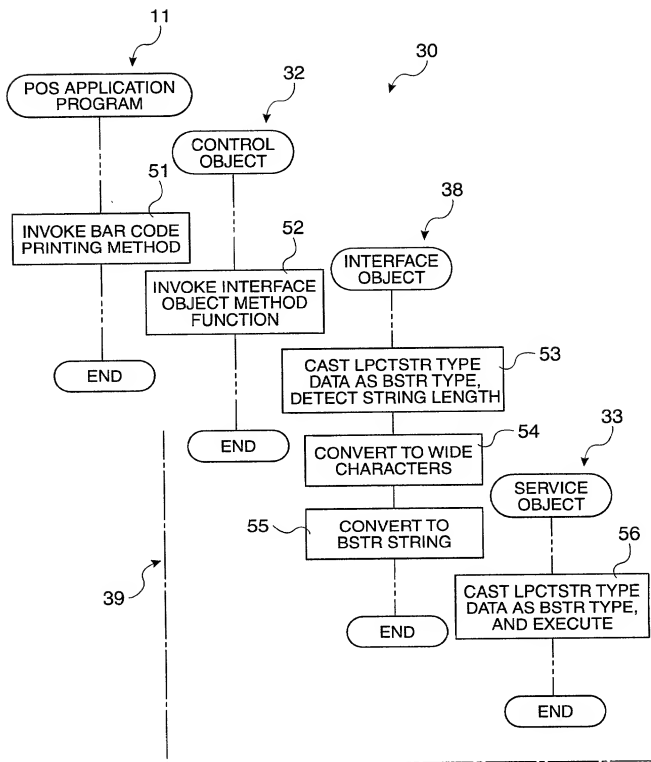 11
30
POS APPLICATION
PROGRAM
32
CONTROL
OBJECT
51
INVOKE BAR CODE
PRINTING METHOD
38
52
INTERFACE
OBJECT
INVOKE INTERFACE
OBJECT METHOD
FUNCTION
53
CAST LPCTSTR TYPE
DATA AS BSTR TYPE,
DETECT STRING LENGTH
END
54
33
END
CONVERT TO WIDE
CHARACTERS
SERVICE
OBJECT
55
CONVERT TO
BSTR STRING
56
39
CAST LPCTSTR TYPE
DATA AS BSTR TYPE,
AND EXECUTE
END
END